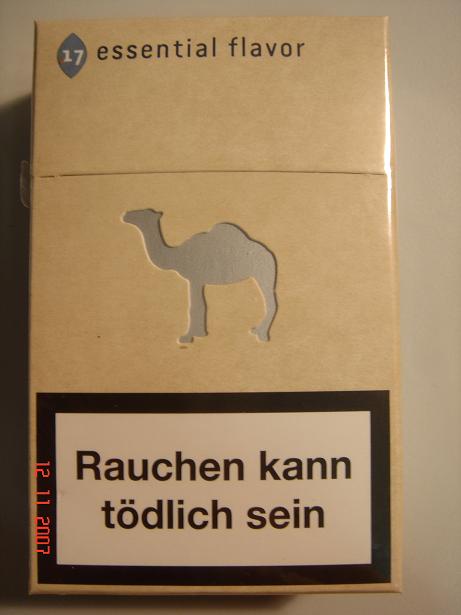 17 essential flavor
Rauchen kann
tödlich sein
12 11 2007